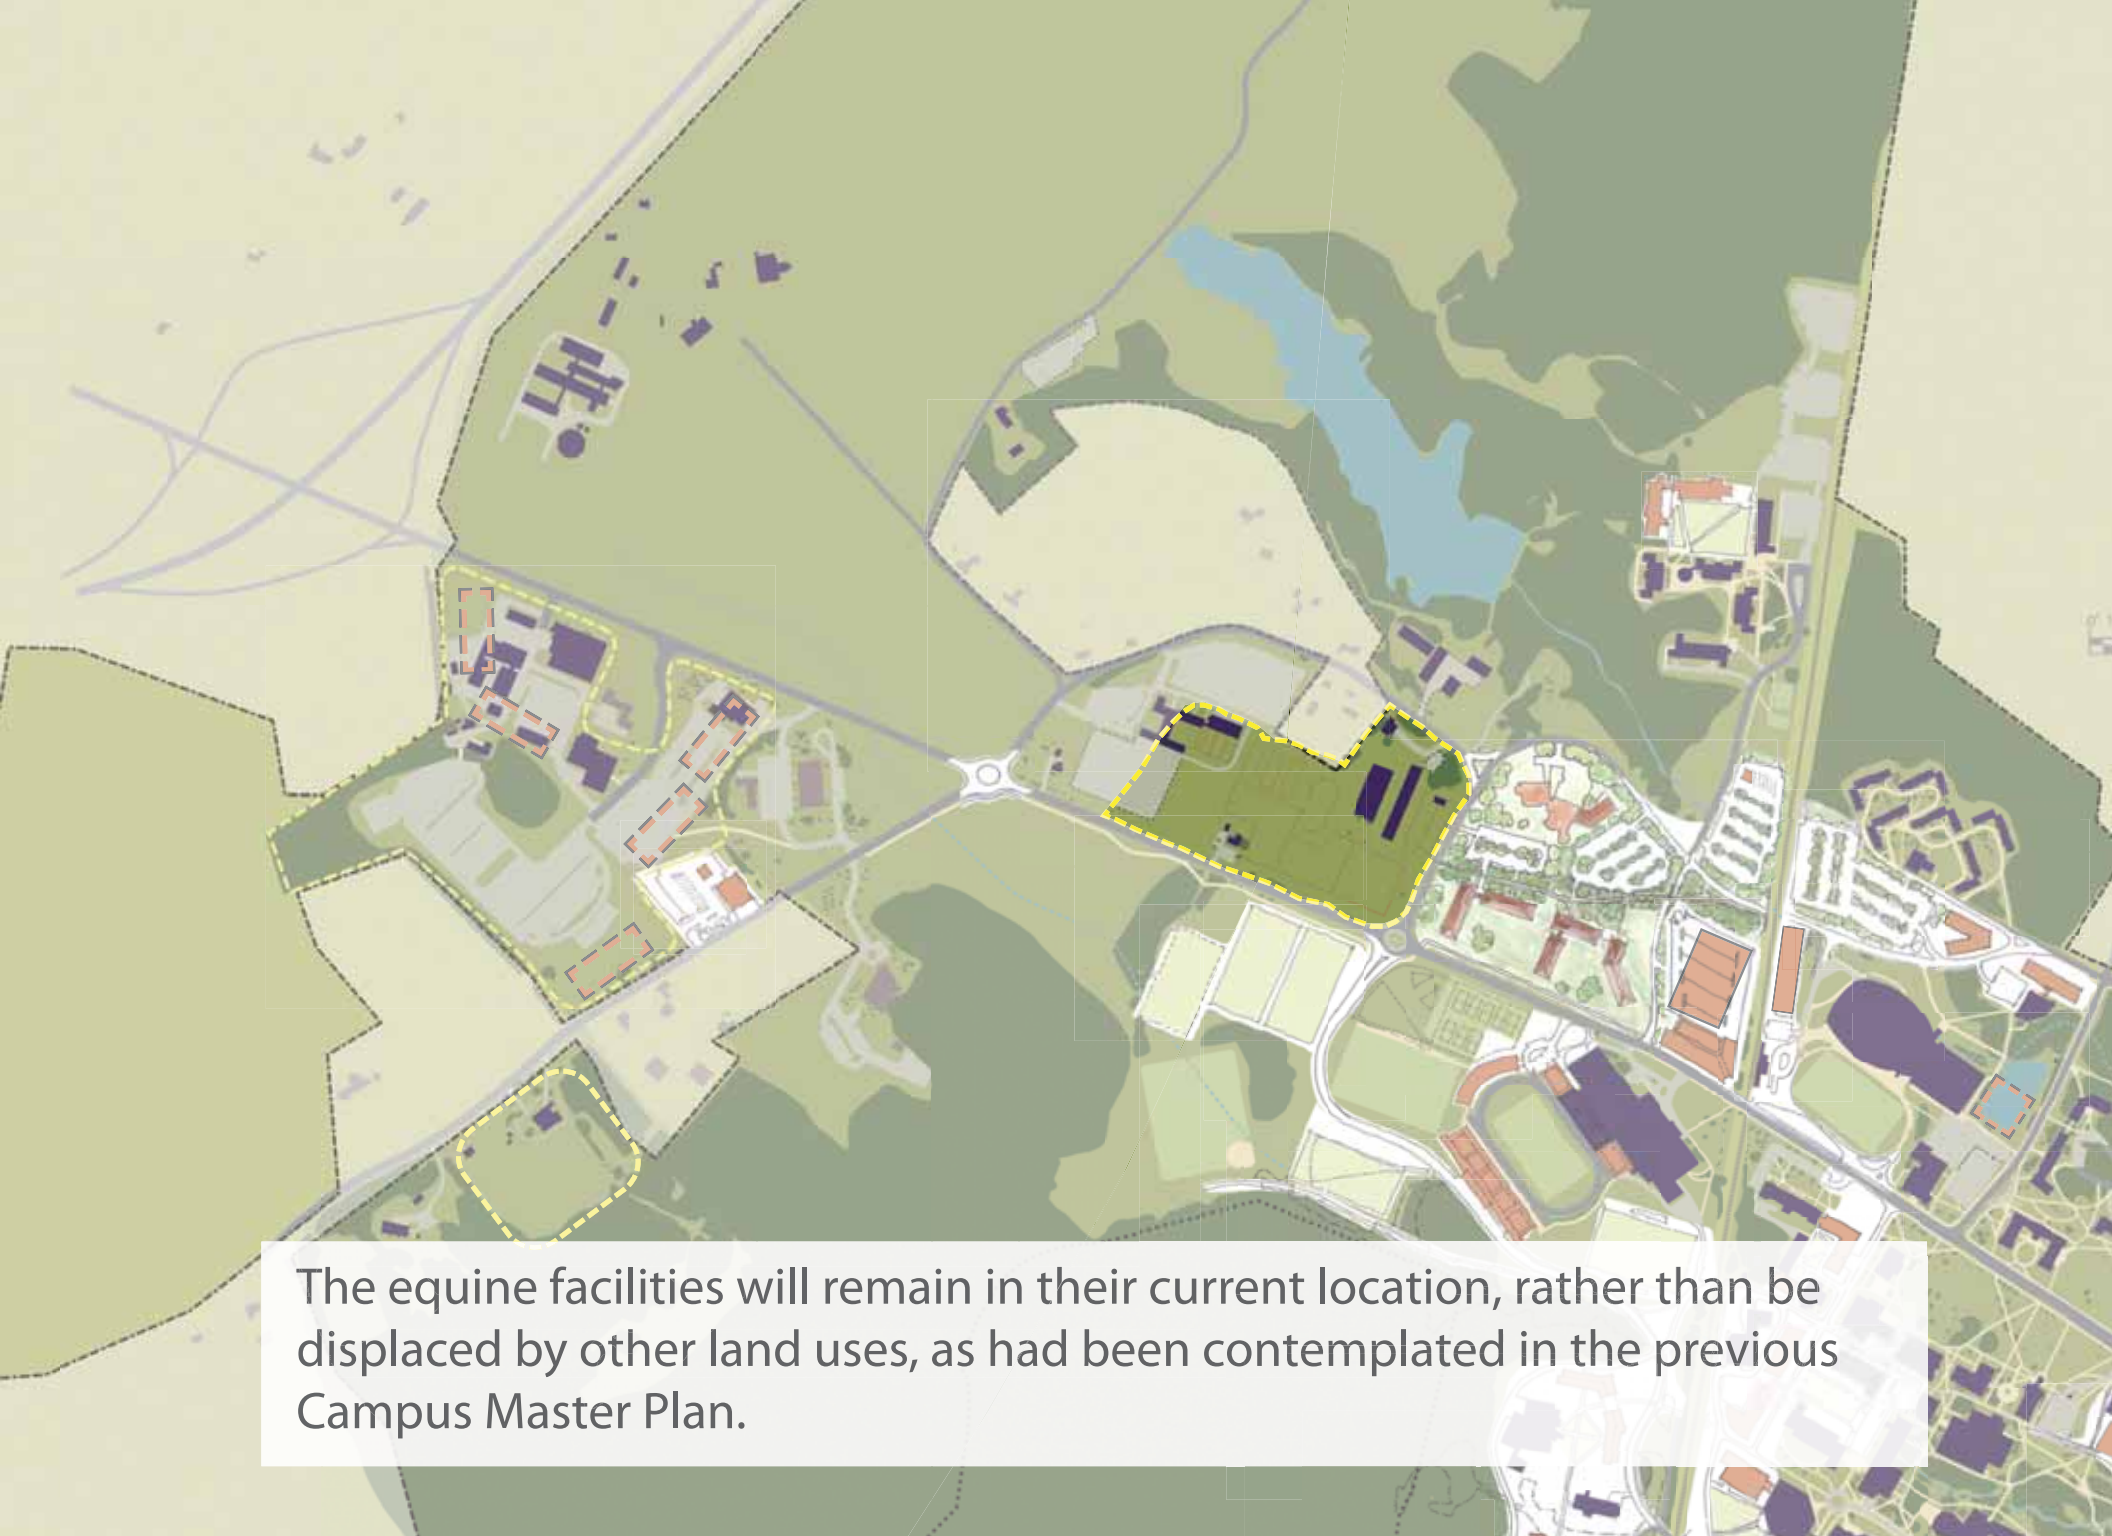 The equine facilities will remain in their current location, rather than be
displaced by other land uses, as had been contemplated in the previous
Campus Master Plan.